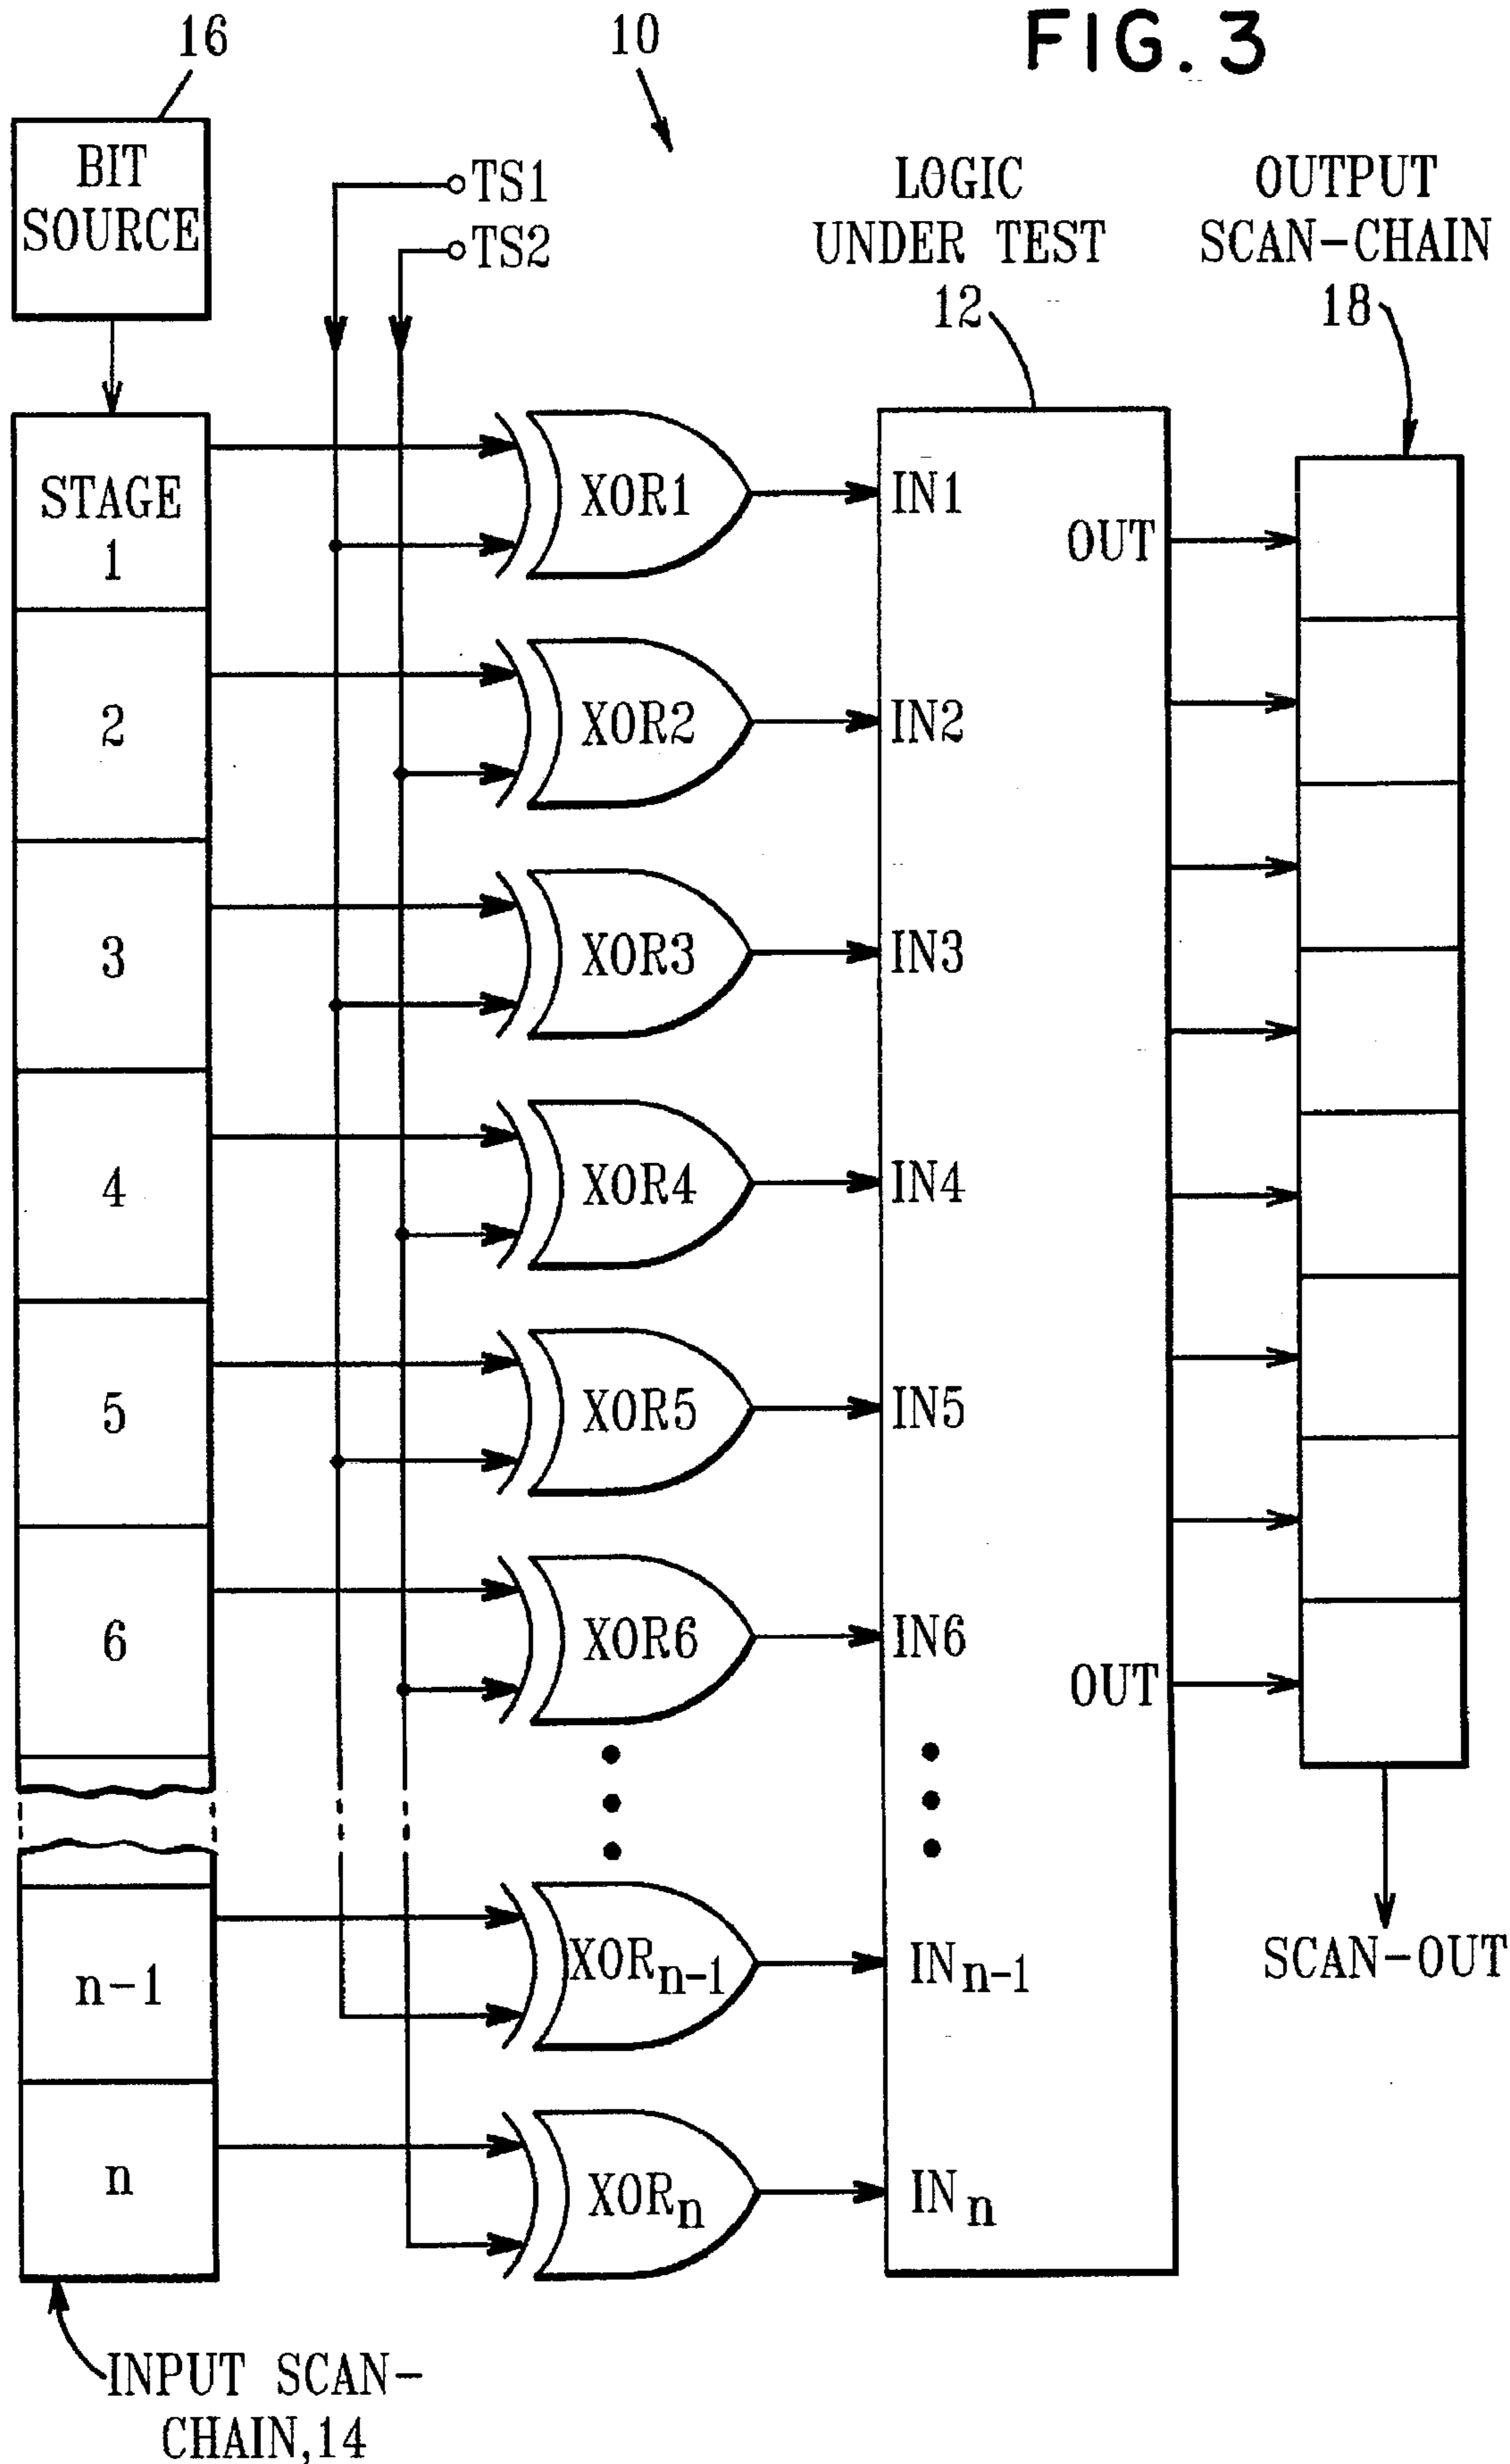 FIG. 3
16
10
BIT
SOURCE
TS1
TS2
LOGIC
UNDER TEST
12
OUTPUT
SCAN-CHAIN
18
STAGE
1
XOR1
IN1
OUT
2
XOR2
IN2
3
XOR3
IN3
4
XOR4
IN4
5
XOR5
IN5
6
XOR6
IN6
OUT
n-1
XORn-1
INn-1
SCAN-OUT
n
XORn
INn
INPUT SCAN-
CHAIN,14